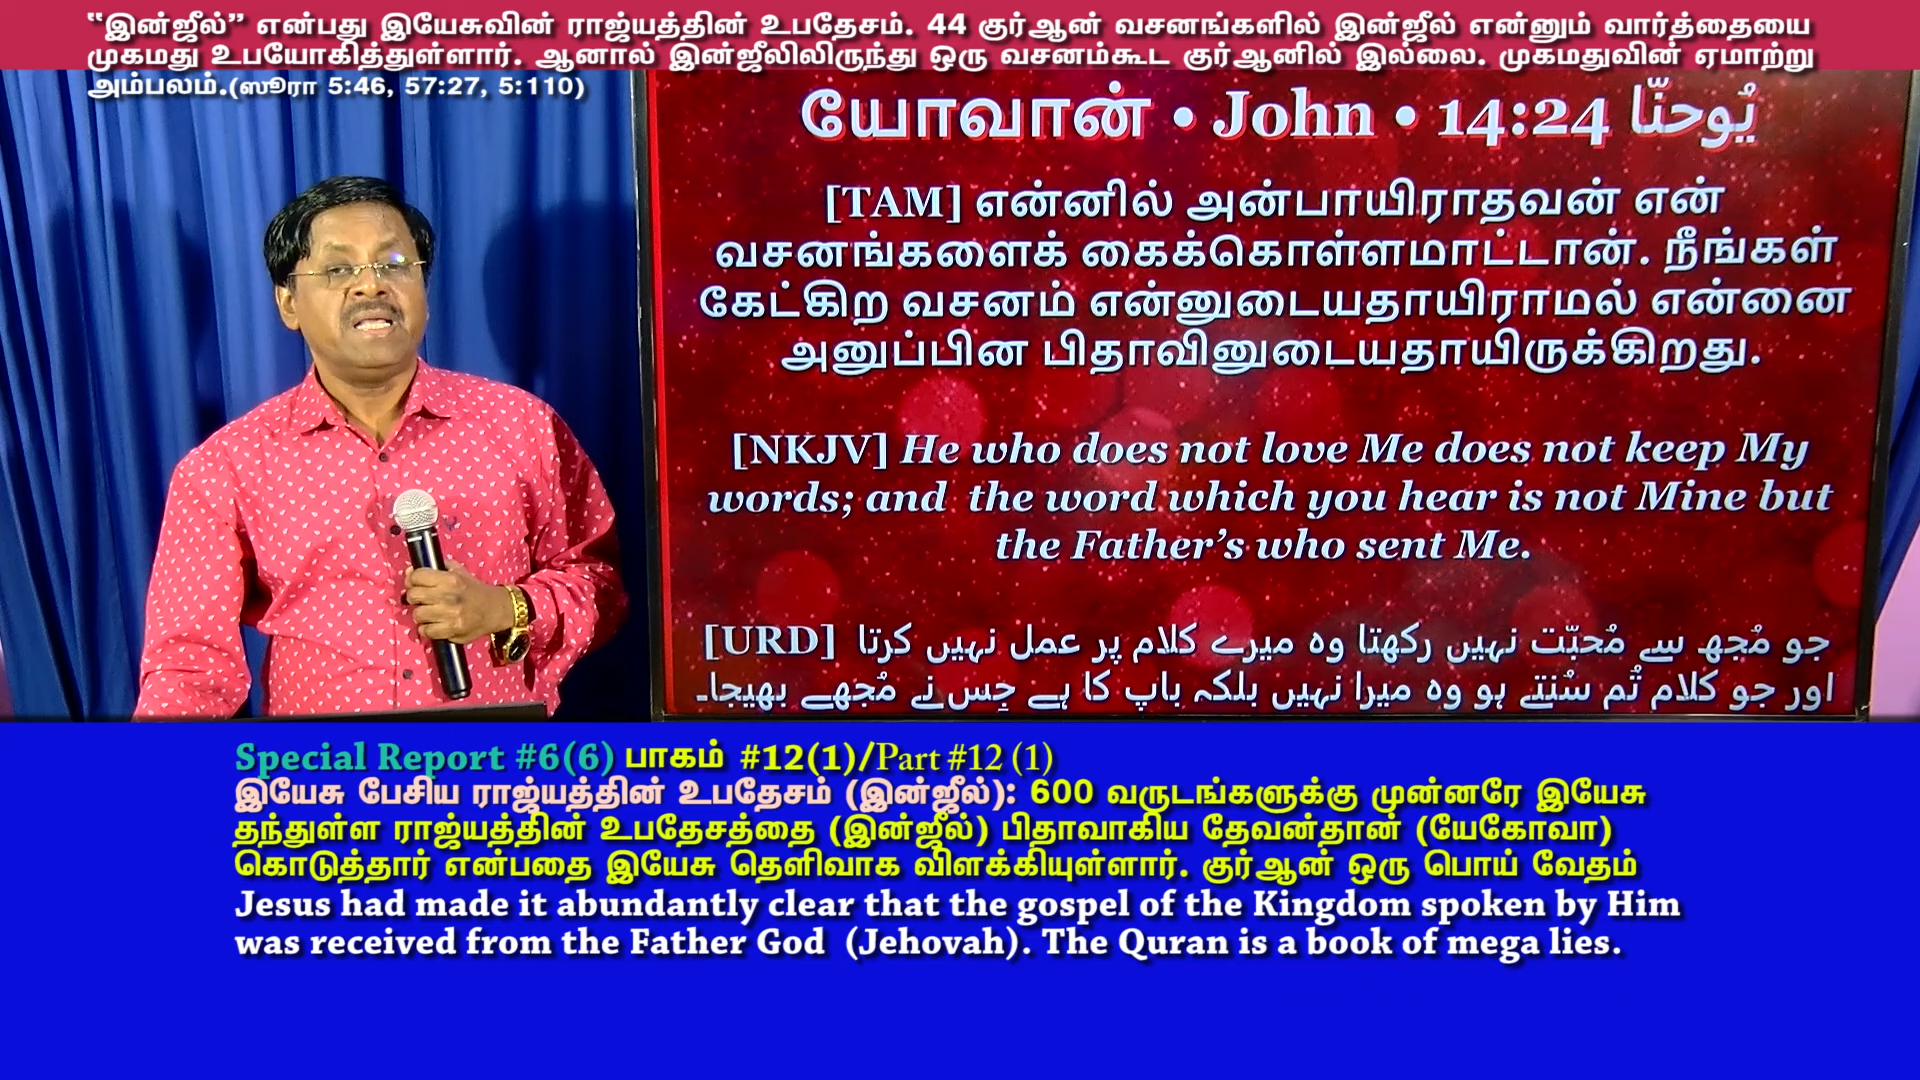 “இன்ஜீல்” என்பது இயேசுவின் ராஜ்யத்தின் உபதேசம். 44 குர்ஆன் வசனங்களில் இன்ஜீல் என்னும் வார்த்தையை
முகமது உபயோகித்துள்ளார். ஆனால் இன்ஜீலிலிருந்து ஒரு வசனம்கூட குர்ஆனில் இல்லை. முகமதுவின் ஏமாற்று
அம்பலம்.(ஸூரா 5:46, 57:27, 5:110)
யோவான் • John • 14:24 يُوحنّا
[TAM] என்னில் அன்பாயிராதவன் என்
வசனங்களைக் கைக்கொள்ளமாட்டான். நீங்கள்
கேட்கிற வசனம் என்னுடையதாயிராமல் என்னை
அனுப்பின பிதாவினுடையதாயிருக்கிறது.
[NKJV] He who does not love Me does not keep My
words; and the word which you hear is not Mine but
the Father’s who sent Me.
[URD] جو مُجھ سے مُحبّت نہیں رکھتا وہ میرے کلام پر عمل نہیں کرتا
اور جو کلام تُم سُنتے ہو وہ میرا نہیں بلکہ باپ کا ہے جِس نے مُجھے بھیجا۔
Special Report #6(6) பாகம் #12(1)/Part #12 (1)
இயேசு பேசிய ராஜ்யத்தின் உபதேசம் (இன்ஜீல்): 600 வருடங்களுக்கு முன்னரே இயேசு
தந்துள்ள ராஜ்யத்தின் உபதேசத்தை (இன்ஜீல்) பிதாவாகிய தேவன்தான் (யேகோவா)
கொடுத்தார் என்பதை இயேசு தெளிவாக விளக்கியுள்ளார். குர்ஆன் ஒரு பொய் வேதம்
Jesus had made it abundantly clear that the gospel of the Kingdom spoken by Him
was received from the Father God (Jehovah). The Quran is a book of mega lies.